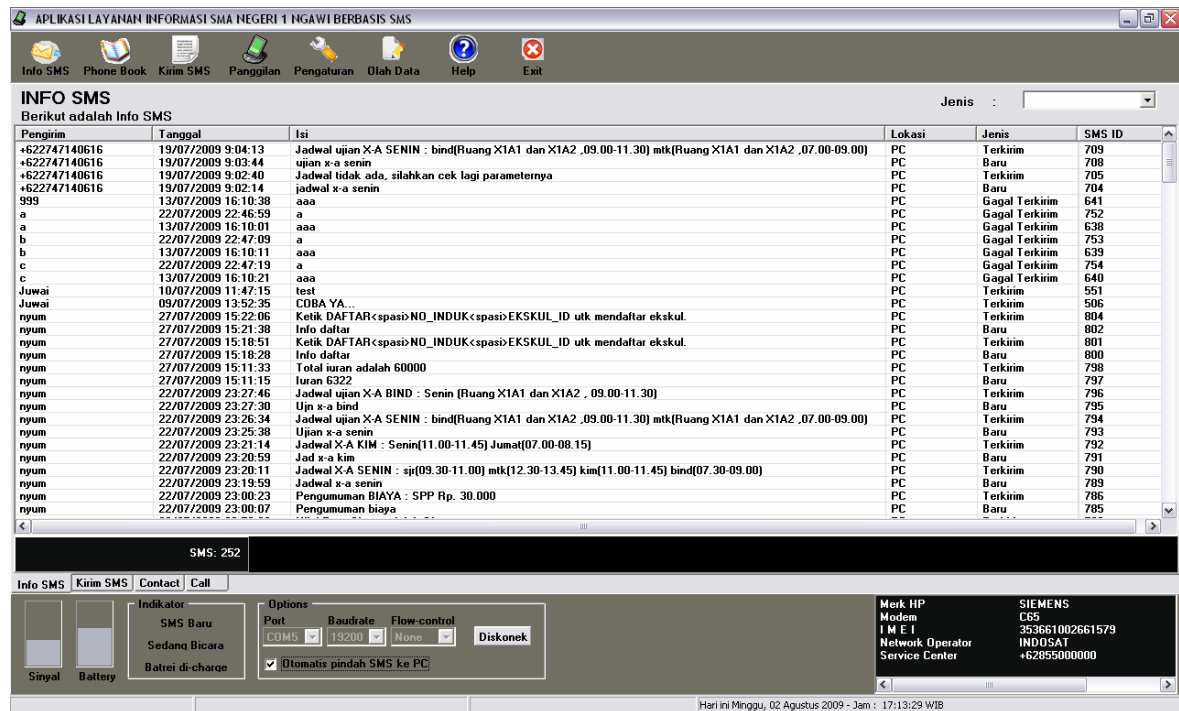 APLIKASI LAYANAN INFORMASI SMA NEGERI 1 NGAWI BERBASIS SMS
Info SMS Phone Book Kirim SMS Panggilan Pengaturan Olah Data Help Exit
INFO SMS
Berikut adalah Info SMS
Jenis :
Pengirim Tanggal Isi Lokasi Jenis SMS ID
+622747140616 19/07/2009 9:04:13 Jadwal ujian X-A SENIN : bind(Ruang X1A1 dan X1A2 ,09.00-11.30) mtk(Ruang X1A1 dan X1A2 ,07.00-09.00) PC Terkirim 709
+622747140616 19/07/2009 9:03:44 ujian x-a senin PC Baru 708
+622747140616 19/07/2009 9:02:40 Jadwal tidak ada, silahkan cek lagi parameternya PC Terkirim 705
+622747140616 19/07/2009 9:02:14 jadwal x-a senin PC Baru 704
999 13/07/2009 16:10:38 aaa PC Gagal Terkirim 641
a 22/07/2009 22:46:59 a PC Gagal Terkirim 752
a 13/07/2009 16:10:01 aaa PC Gagal Terkirim 638
b 22/07/2009 22:47:09 a PC Gagal Terkirim 753
b 13/07/2009 16:10:11 aaa PC Gagal Terkirim 639
c 22/07/2009 22:47:19 a PC Gagal Terkirim 754
c 13/07/2009 16:10:21 aaa PC Gagal Terkirim 640
Juwai 10/07/2009 11:47:15 test PC Terkirim 551
Juwai 09/07/2009 13:52:35 COBA YA... PC Terkirim 506
nyum 27/07/2009 15:22:06 Ketik DAFTAR<spasi>NO_INDUK<spasi>EKSKUL_ID utk mendaftar ekskul. PC Terkirim 804
nyum 27/07/2009 15:21:38 Info daftar PC Baru 802
nyum 27/07/2009 15:18:51 Ketik DAFTAR<spasi>NO_INDUK<spasi>EKSKUL_ID utk mendaftar ekskul. PC Terkirim 801
nyum 27/07/2009 15:18:28 Info daftar PC Baru 800
nyum 27/07/2009 15:11:33 Total iuran adalah 60000 PC Terkirim 798
nyum 27/07/2009 15:11:15 Iuran 6322 PC Baru 797
nyum 22/07/2009 23:27:46 Jadwal ujian X-A BIND : Senin (Ruang X1A1 dan X1A2 , 09.00-11.30) PC Terkirim 796
nyum 22/07/2009 23:27:30 Ujn x-a bind PC Baru 795
nyum 22/07/2009 23:26:34 Jadwal ujian X-A SENIN : bind(Ruang X1A1 dan X1A2 ,09.00-11.30) mtk(Ruang X1A1 dan X1A2 ,07.00-09.00) PC Terkirim 794
nyum 22/07/2009 23:25:38 Ujian x-a senin PC Baru 793
nyum 22/07/2009 23:21:14 Jadwal X-A KIM : Senin(11.00-11.45) Jumat(07.00-08.15) PC Terkirim 792
nyum 22/07/2009 23:20:59 Jad x-a kim PC Baru 791
nyum 22/07/2009 23:20:11 Jadwal X-A SENIN : sjr(09.30-11.00) mtk(12.30-13.45) kim(11.00-11.45) bind(07.30-09.00) PC Terkirim 790
nyum 22/07/2009 23:19:59 Jadwal x-a senin PC Baru 789
nyum 22/07/2009 23:00:23 Pengumuman BIAYA : SPP Rp. 30.000 PC Terkirim 786
nyum 22/07/2009 23:00:07 Pengumuman biaya PC Baru 785
SMS: 252
Info SMS Kirim SMS Contact Call
Sinyal Battery
Indikator
SMS Baru
Sedang Bicara
Batrei di-charge
Options
Port Baudrate Flow-control
COM5 19200 None Diskonek
Otomatis pindah SMS ke PC
Merk HP SIEMENS
Modem C65
I M E I 353661002661579
Network Operator INDOSAT
Service Center +62855000000
Hari ini Minggu, 02 Agustus 2009 - Jam : 17:13:29 WIB